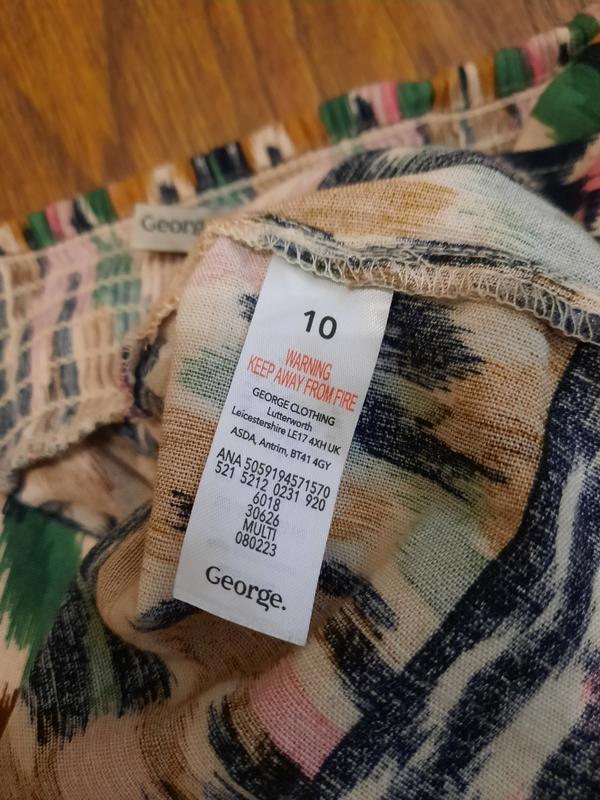 Georg
10
WARNING
KEEP AWAY FROM FIRE
GEORGE CLOTHING
Lutterworth
Leicestershire LE17 4XH UK
ASDA, Antrim, BT41 4GY
ANA 5059194571570
521 5212 0231 920
6018
30626
MULTI
080223
George.